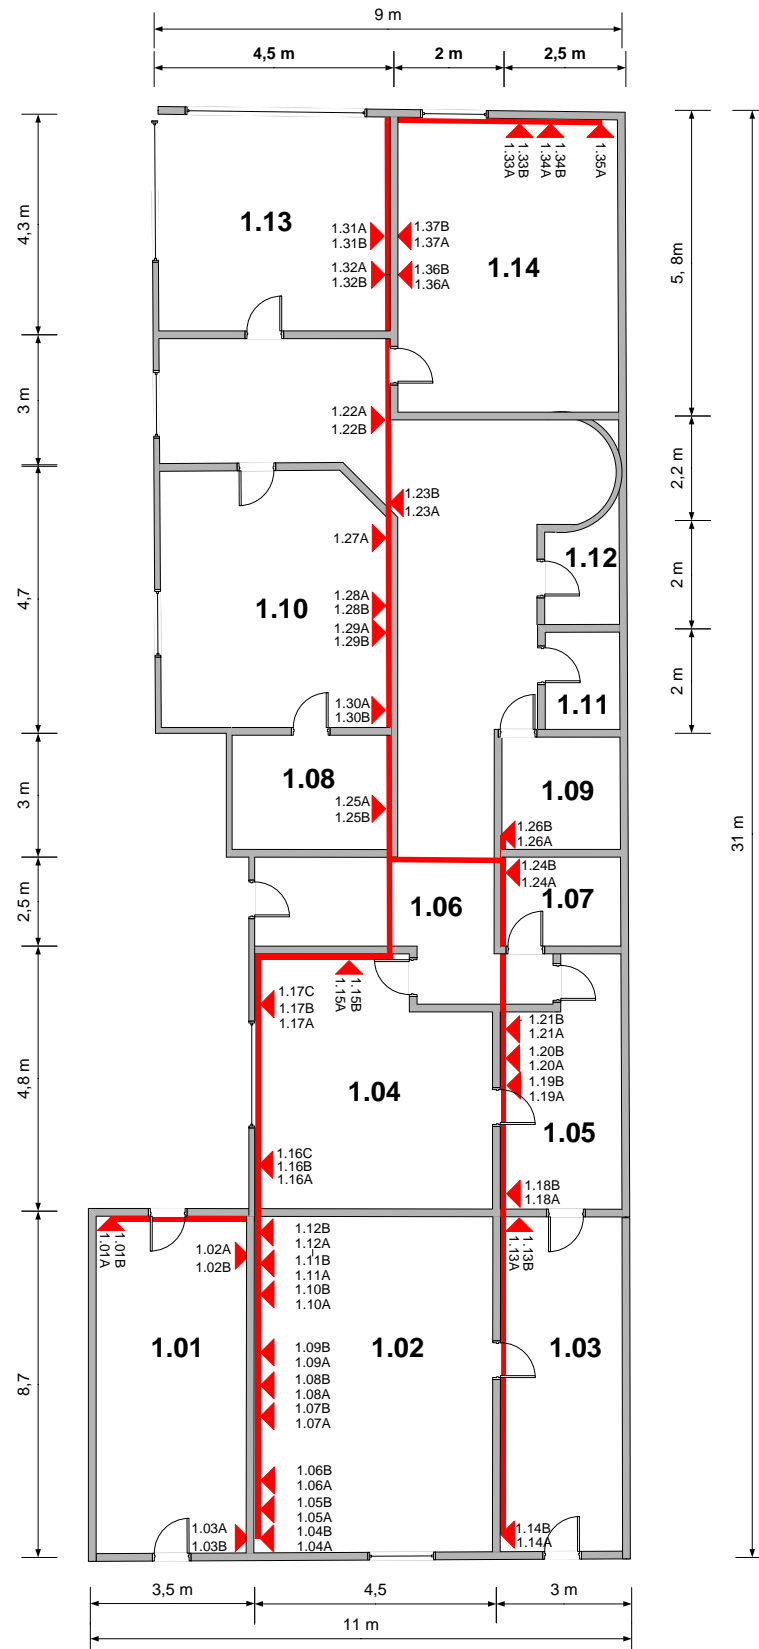 9 m
4,5 m
2 m
2,5 m
4,3 m
3 m
4,7
3 m
2,5 m
4,8 m
8,7
5, 8m
2,2 m
2 m
2 m
31 m
1.33A
1.33B
1.34A
1.34B
1.35A
1.13
1.31A
1.31B
1.32A
1.32B
1.37B
1.37A
1.36B
1.36A
1.14
1.22A
1.22B
1.23B
1.23A
1.27A
1.12
1.10
1.28A
1.28B
1.29A
1.29B
1.30A
1.30B
1.11
1.08
1.25A
1.25B
1.09
1.26B
1.26A
1.24B
1.24A
1.07
1.06
1.15A
1.15B
1.17C
1.17B
1.17A
1.21B
1.21A
1.20B
1.20A
1.19B
1.19A
1.04
1.05
1.16C
1.16B
1.16A
1.18B
1.18A
1.01A
1.01B
1.02A
1.02B
1.12B
1.12A
1.11B
1.11A
1.10B
1.10A
1.13A
1.13B
1.01
1.02
1.03
1.09B
1.09A
1.08B
1.08A
1.07B
1.07A
1.06B
1.06A
1.05B
1.05A
1.04B
1.04A
1.03A
1.03B
1.14B
1.14A
3,5 m
4,5
3 m
11 m